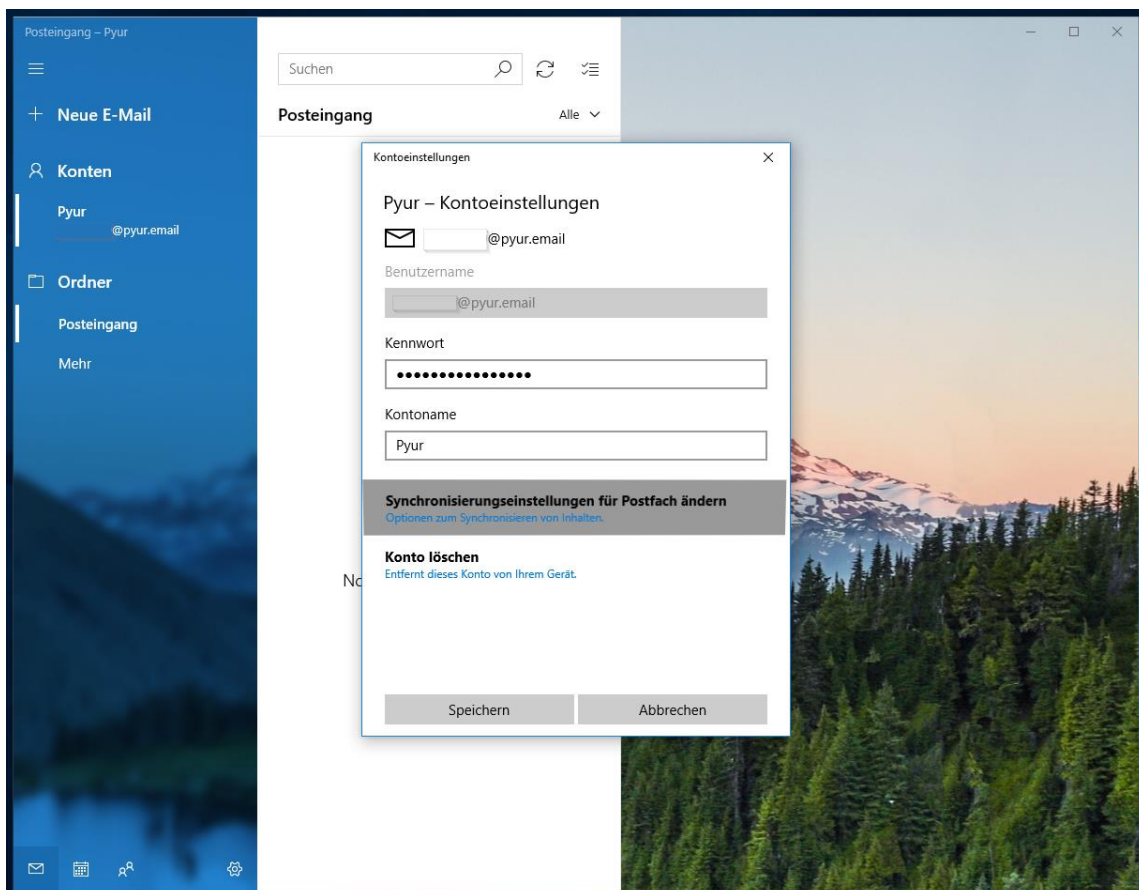 Posteingang – Pyur
Neue E-Mail
Konten
Pyur
@pyur.email
Ordner
Posteingang
Mehr
Suchen
Posteingang
Alle
No
Kontoeinstellungen
Pyur – Kontoeinstellungen
@pyur.email
Benutzername
@pyur.email
Kennwort
••••••••••••••••
Kontoname
Pyur
Synchronisierungseinstellungen für Postfach ändern
Optionen zum Synchronisieren von Inhalten.
Konto löschen
Entfernt dieses Konto von Ihrem Gerät.
Speichern
Abbrechen